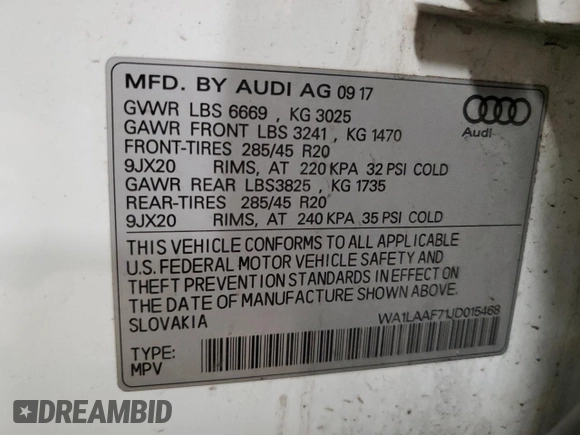 MFD. BY AUDI AG 09 17
GVWR LBS 6669 , KG 3025
GAWR FRONT LBS 3241 , KG 1470
FRONT-TIRES 285/45 R20
9JX20 RIMS, AT 220 KPA 32 PSI COLD
GAWR REAR LBS3825 , KG 1735
REAR-TIRES 285/45 R20
9JX20 RIMS, AT 240 KPA 35 PSI COLD
Audi
THIS VEHICLE CONFORMS TO ALL APPLICABLE
U.S. FEDERAL MOTOR VEHICLE SAFETY AND
THEFT PREVENTION STANDARDS IN EFFECT ON
THE DATE OF MANUFACTURE SHOWN ABOVE.
SLOVAKIA
WA1LAAF71JD015468
TYPE:
MPV
DREAMBID